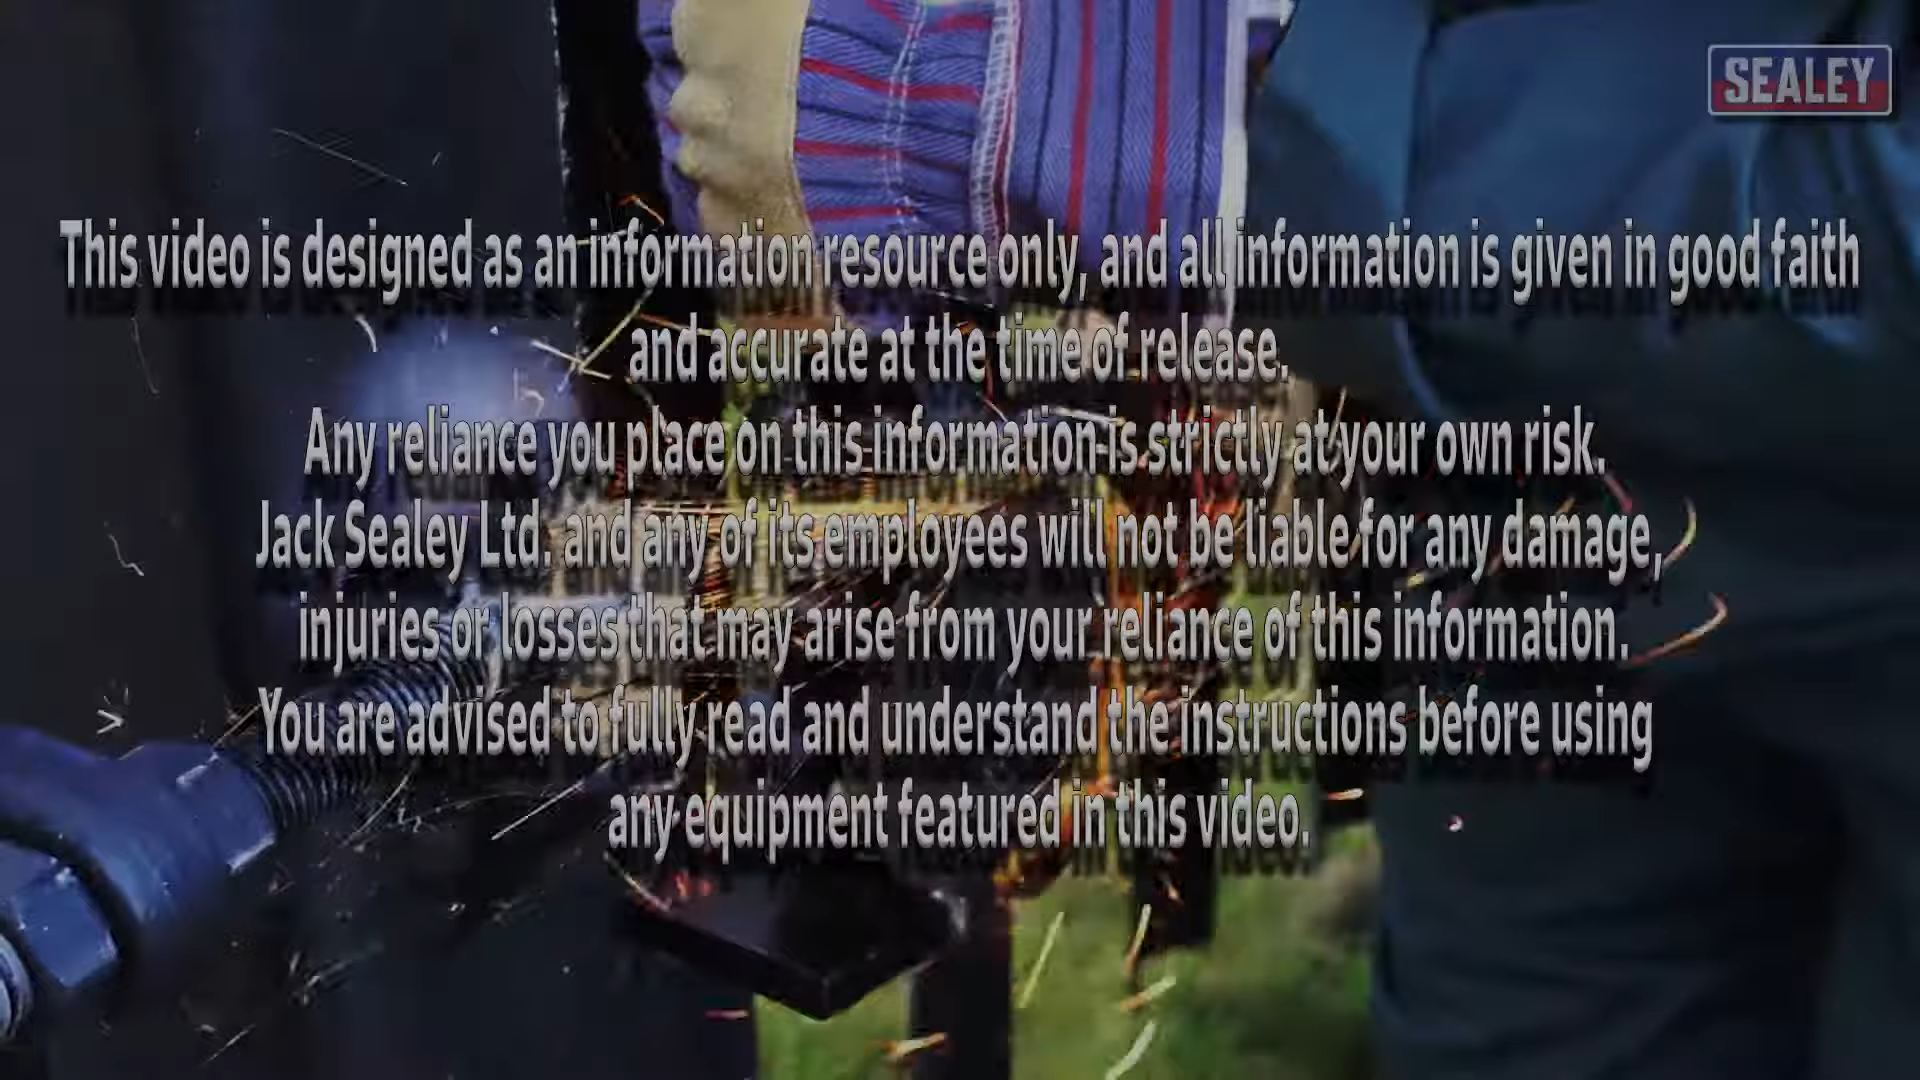 SEALEY
This video is designed as an information resource only, and all information is given in good faith
and accurate at the time of release.
Any reliance you place on this information is strictly at your own risk.
Jack Sealey Ltd. and any of its employees will not be liable for any damage,
injuries or losses that may arise from your reliance of this information.
You are advised to fully read and understand the instructions before using
any equipment featured in this video.